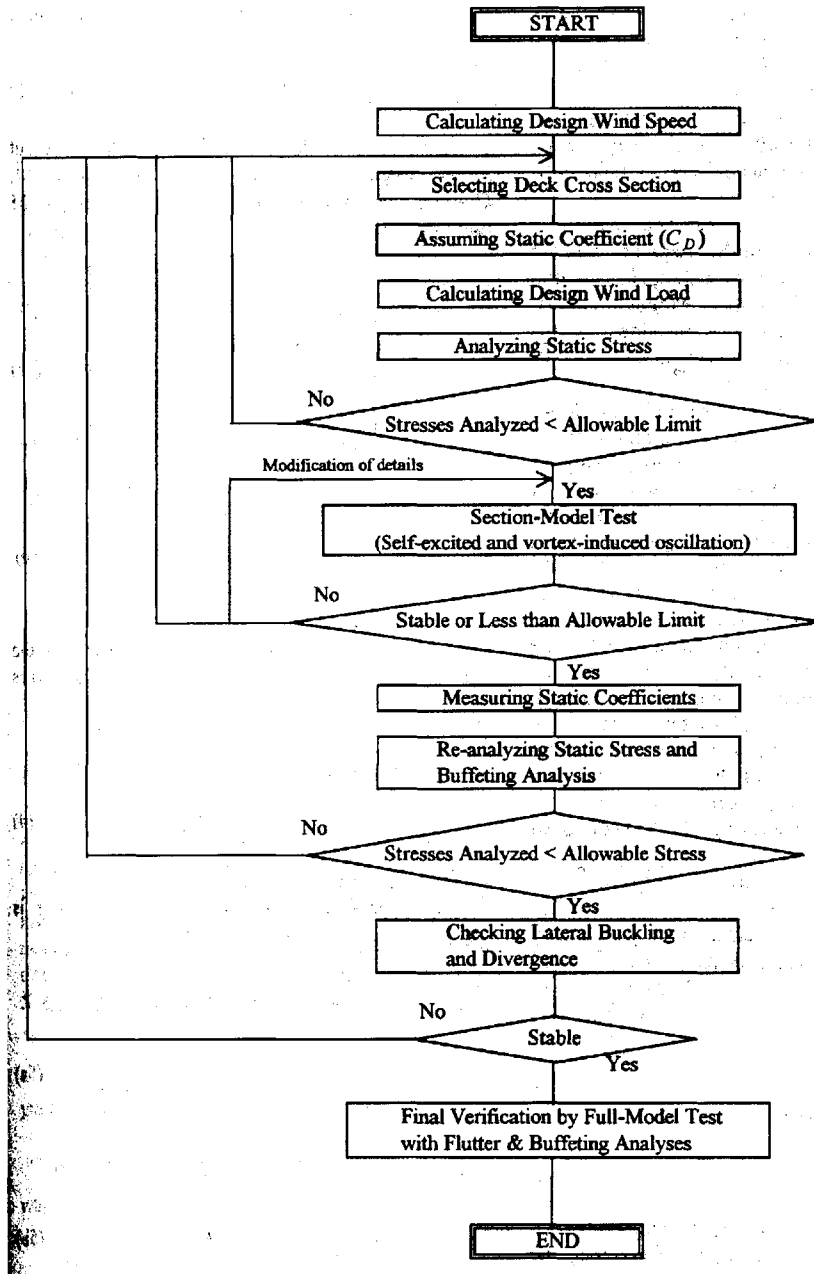 START
Calculating Design Wind Speed
Selecting Deck Cross Section
Assuming Static Coefficient (C_D)
Calculating Design Wind Load
Analyzing Static Stress
No
Stresses Analyzed < Allowable Limit
Modification of details
Yes
Section-Model Test
(Self-excited and vortex-induced oscillation)
No
Stable or Less than Allowable Limit
Yes
Measuring Static Coefficients
Re-analyzing Static Stress and
Buffeting Analysis
No
Stresses Analyzed < Allowable Stress
Yes
Checking Lateral Buckling
and Divergence
No
Stable
Yes
Final Verification by Full-Model Test
with Flutter & Buffeting Analyses
END